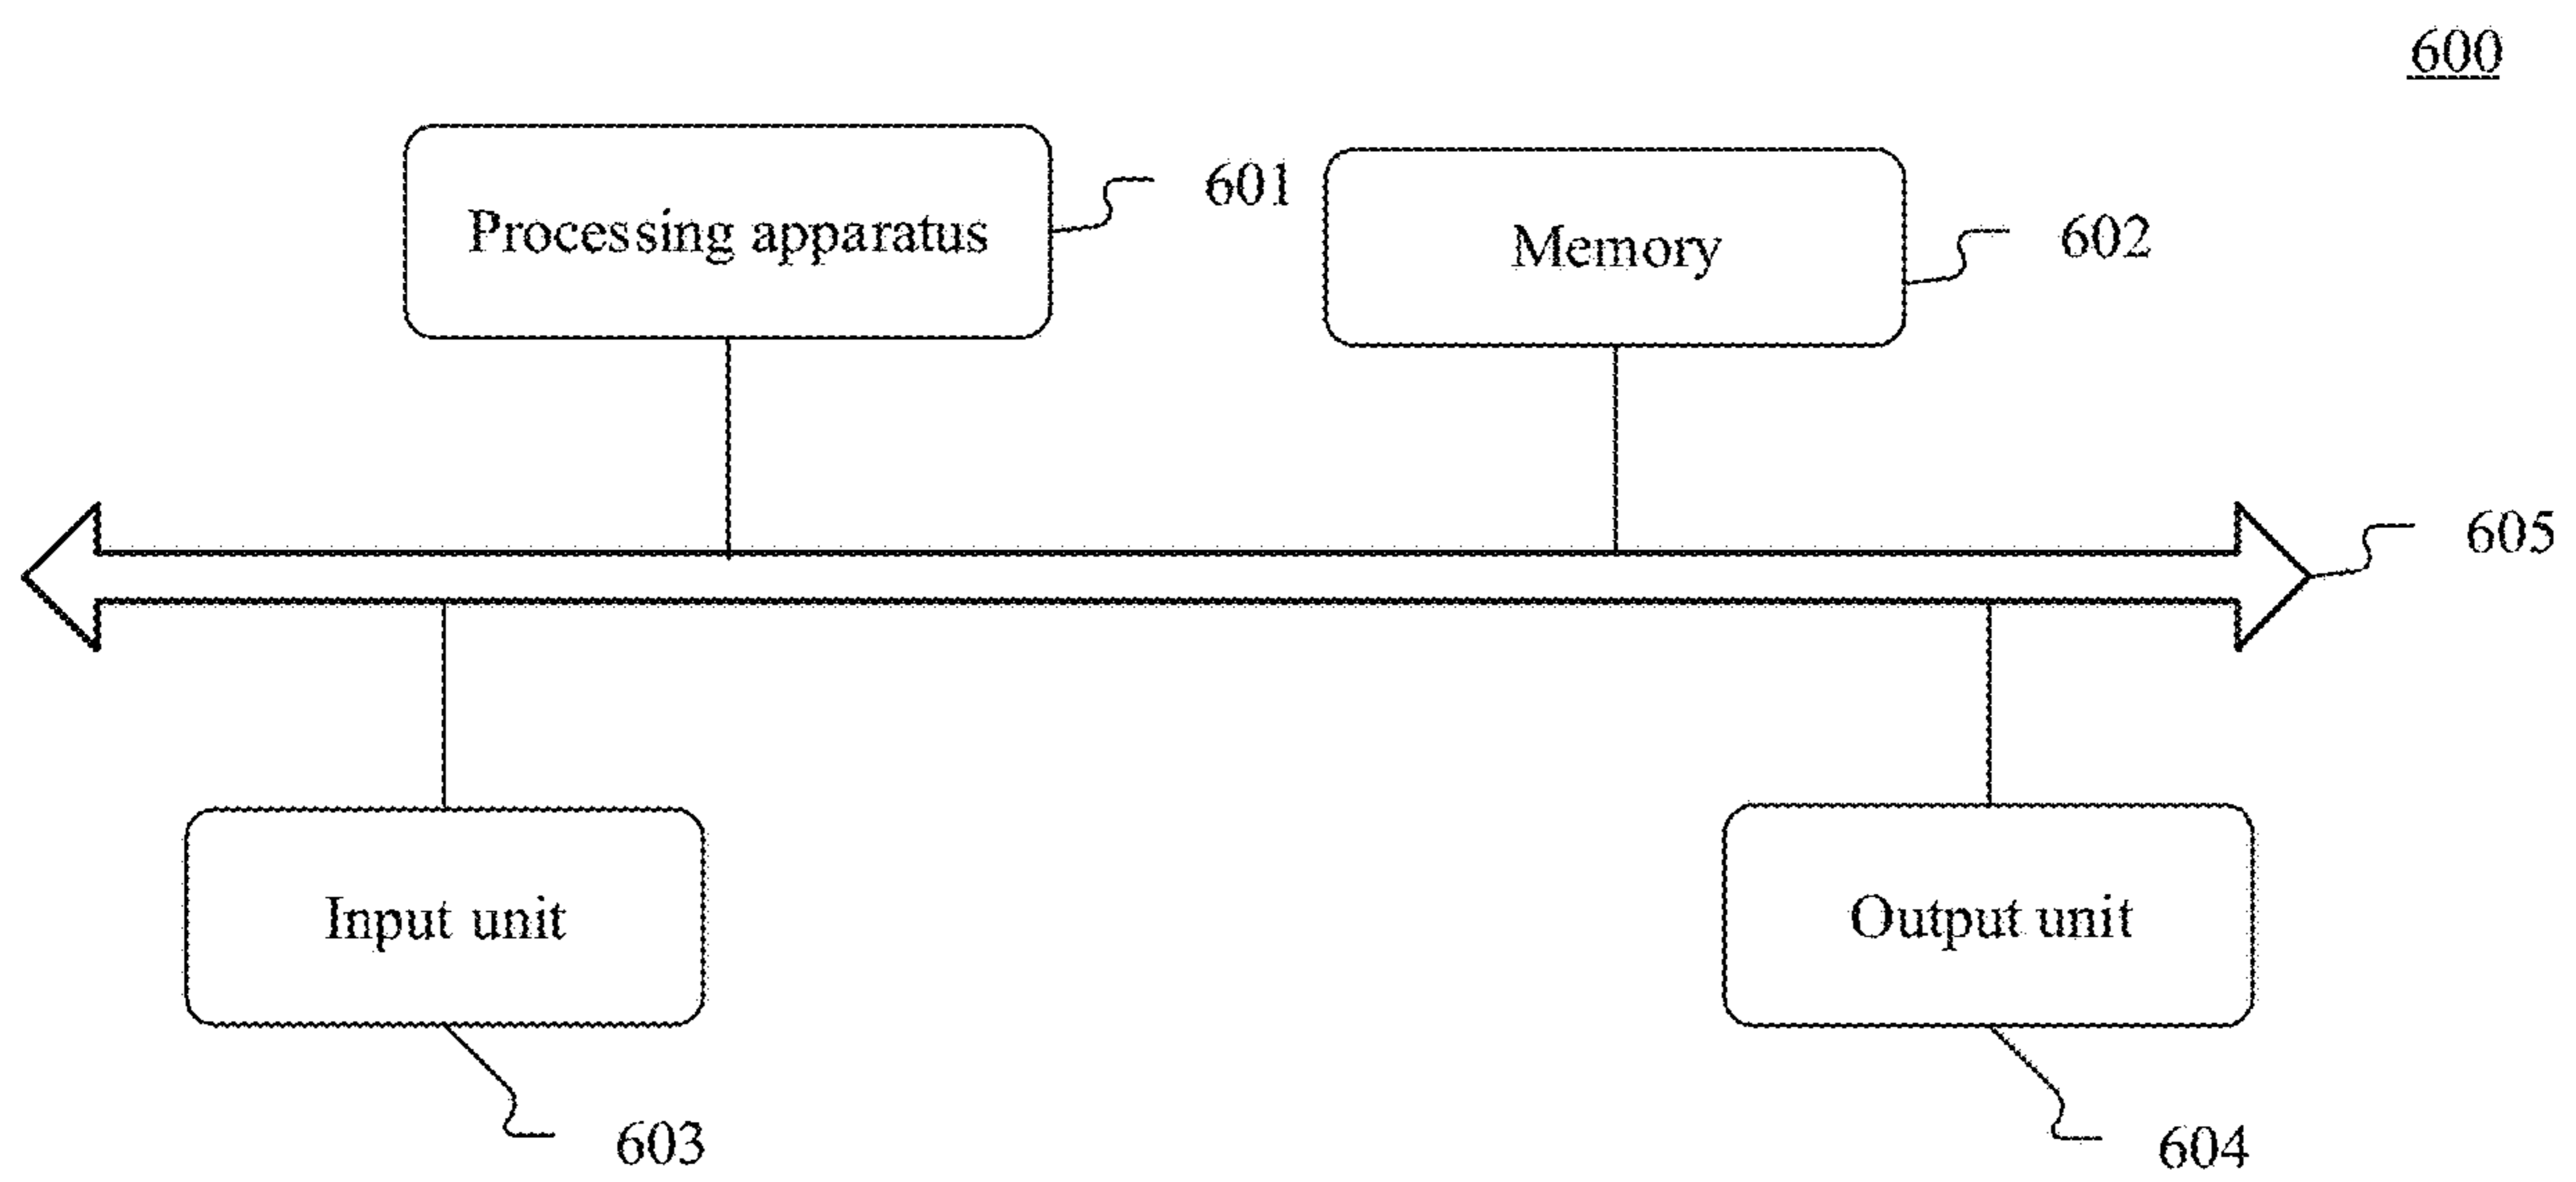 600
Processing apparatus
601
Memory
602
605
Input unit
Output unit
603
604